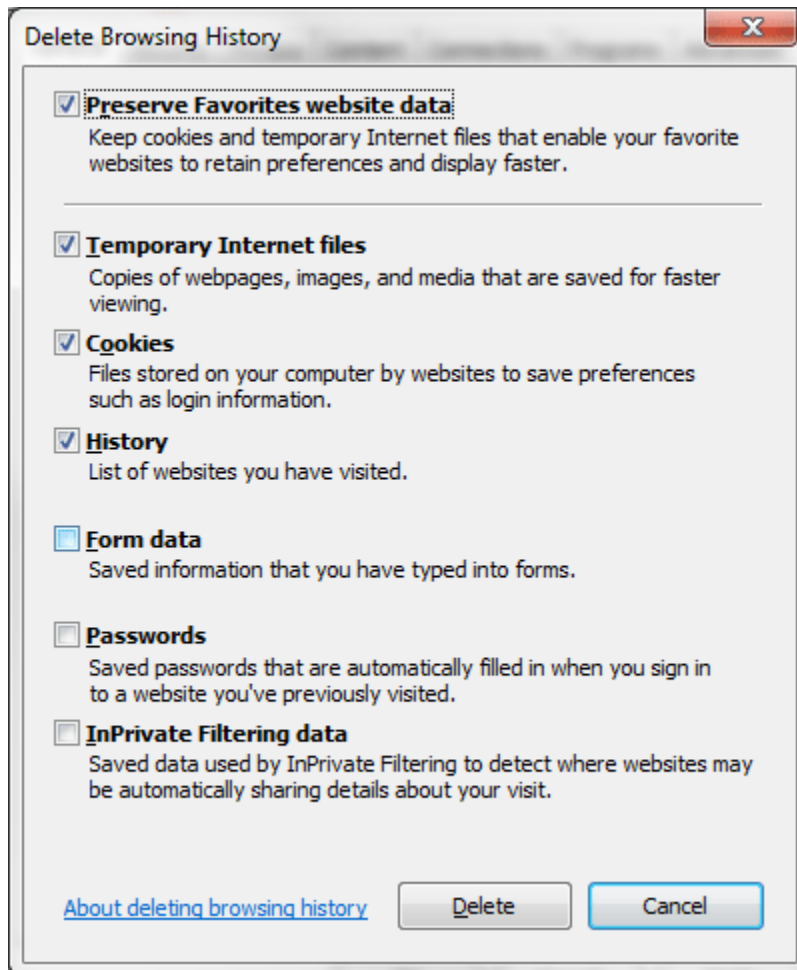 Delete Browsing History
Preserve Favorites website data
Keep cookies and temporary Internet files that enable your favorite
websites to retain preferences and display faster.
Temporary Internet files
Copies of webpages, images, and media that are saved for faster
viewing.
Cookies
Files stored on your computer by websites to save preferences
such as login information.
History
List of websites you have visited.
Form data
Saved information that you have typed into forms.
Passwords
Saved passwords that are automatically filled in when you sign in
to a website you've previously visited.
InPrivate Filtering data
Saved data used by InPrivate Filtering to detect where websites may
be automatically sharing details about your visit.
About deleting browsing history Delete Cancel